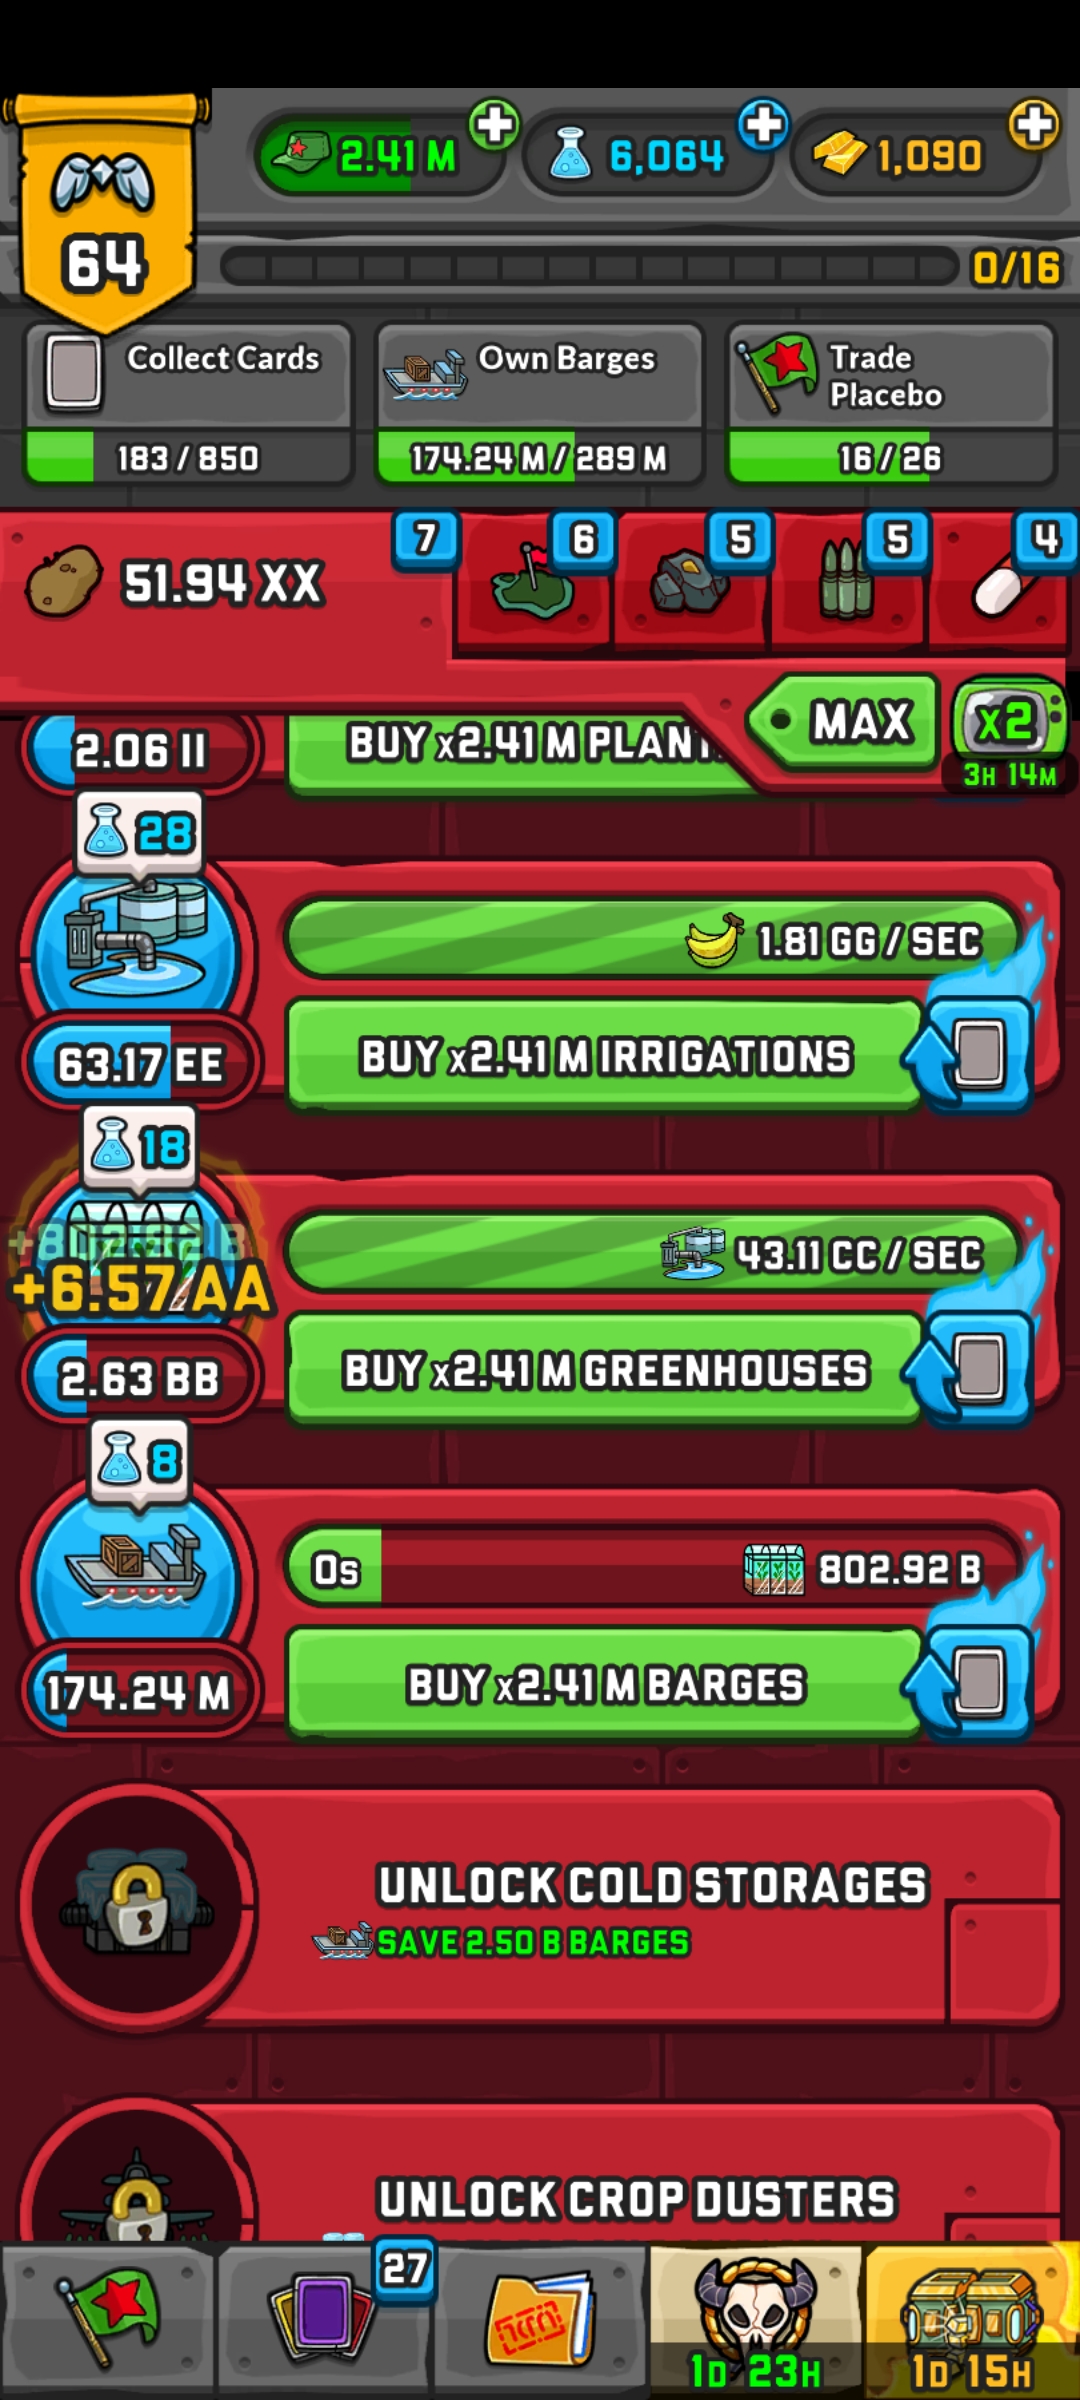 2.41 M
6,064
1,090
64
0/16
Collect Cards
183 / 850
Own Barges
174.24 M / 289 M
Trade
Placebo
16 / 26
51.94 XX
7
6
5
5
4
MAX
x2
3H 14M
2.06 II
BUY x2.41 M PLANT
28
1.81 GG / SEC
63.17 EE
BUY x2.41 M IRRIGATIONS
18
+802.92 B
+6.57 AA
43.11 CC / SEC
2.63 BB
BUY x2.41 M GREENHOUSES
8
0s
802.92 B
174.24 M
BUY x2.41 M BARGES
UNLOCK COLD STORAGES
SAVE 2.50 B BARGES
UNLOCK CROP DUSTERS
27
1D 23H
1D 15H